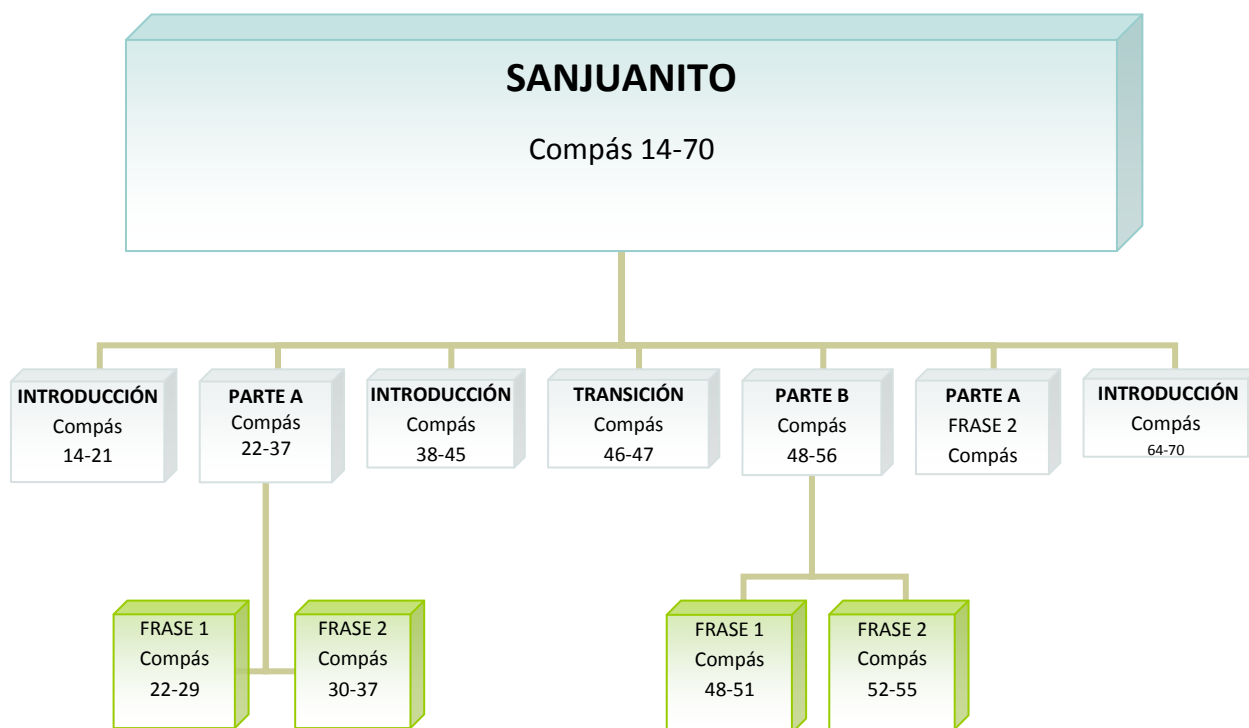 SANJUANITO
Compás 14-70
INTRODUCCIÓN
Compás
14-21
PARTE A
Compás
22-37
INTRODUCCIÓN
Compás
38-45
TRANSICIÓN
Compás
46-47
PARTE B
Compás
48-56
PARTE A
FRASE 2
Compás
INTRODUCCIÓN
Compás
64-70
FRASE 1
Compás
22-29
FRASE 2
Compás
30-37
FRASE 1
Compás
48-51
FRASE 2
Compás
52-55